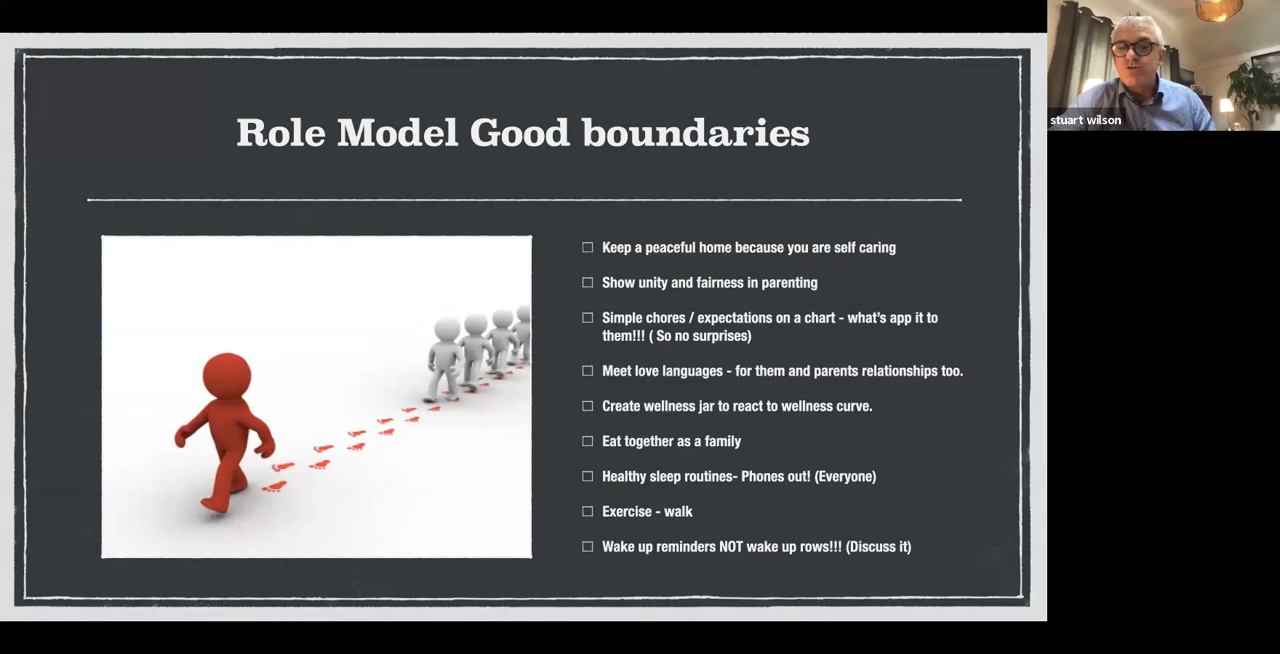 Role Model Good boundaries
stuart wilson
☐ Keep a peaceful home because you are self caring
☐ Show unity and fairness in parenting
☐ Simple chores / expectations on a chart - what's app it to
them!!! ( So no surprises)
☐ Meet love languages - for them and parents relationships too.
☐ Create wellness jar to react to wellness curve.
☐ Eat together as a family
☐ Healthy sleep routines- Phones out! (Everyone)
☐ Exercise - walk
☐ Wake up reminders NOT wake up rows!!! (Discuss it)